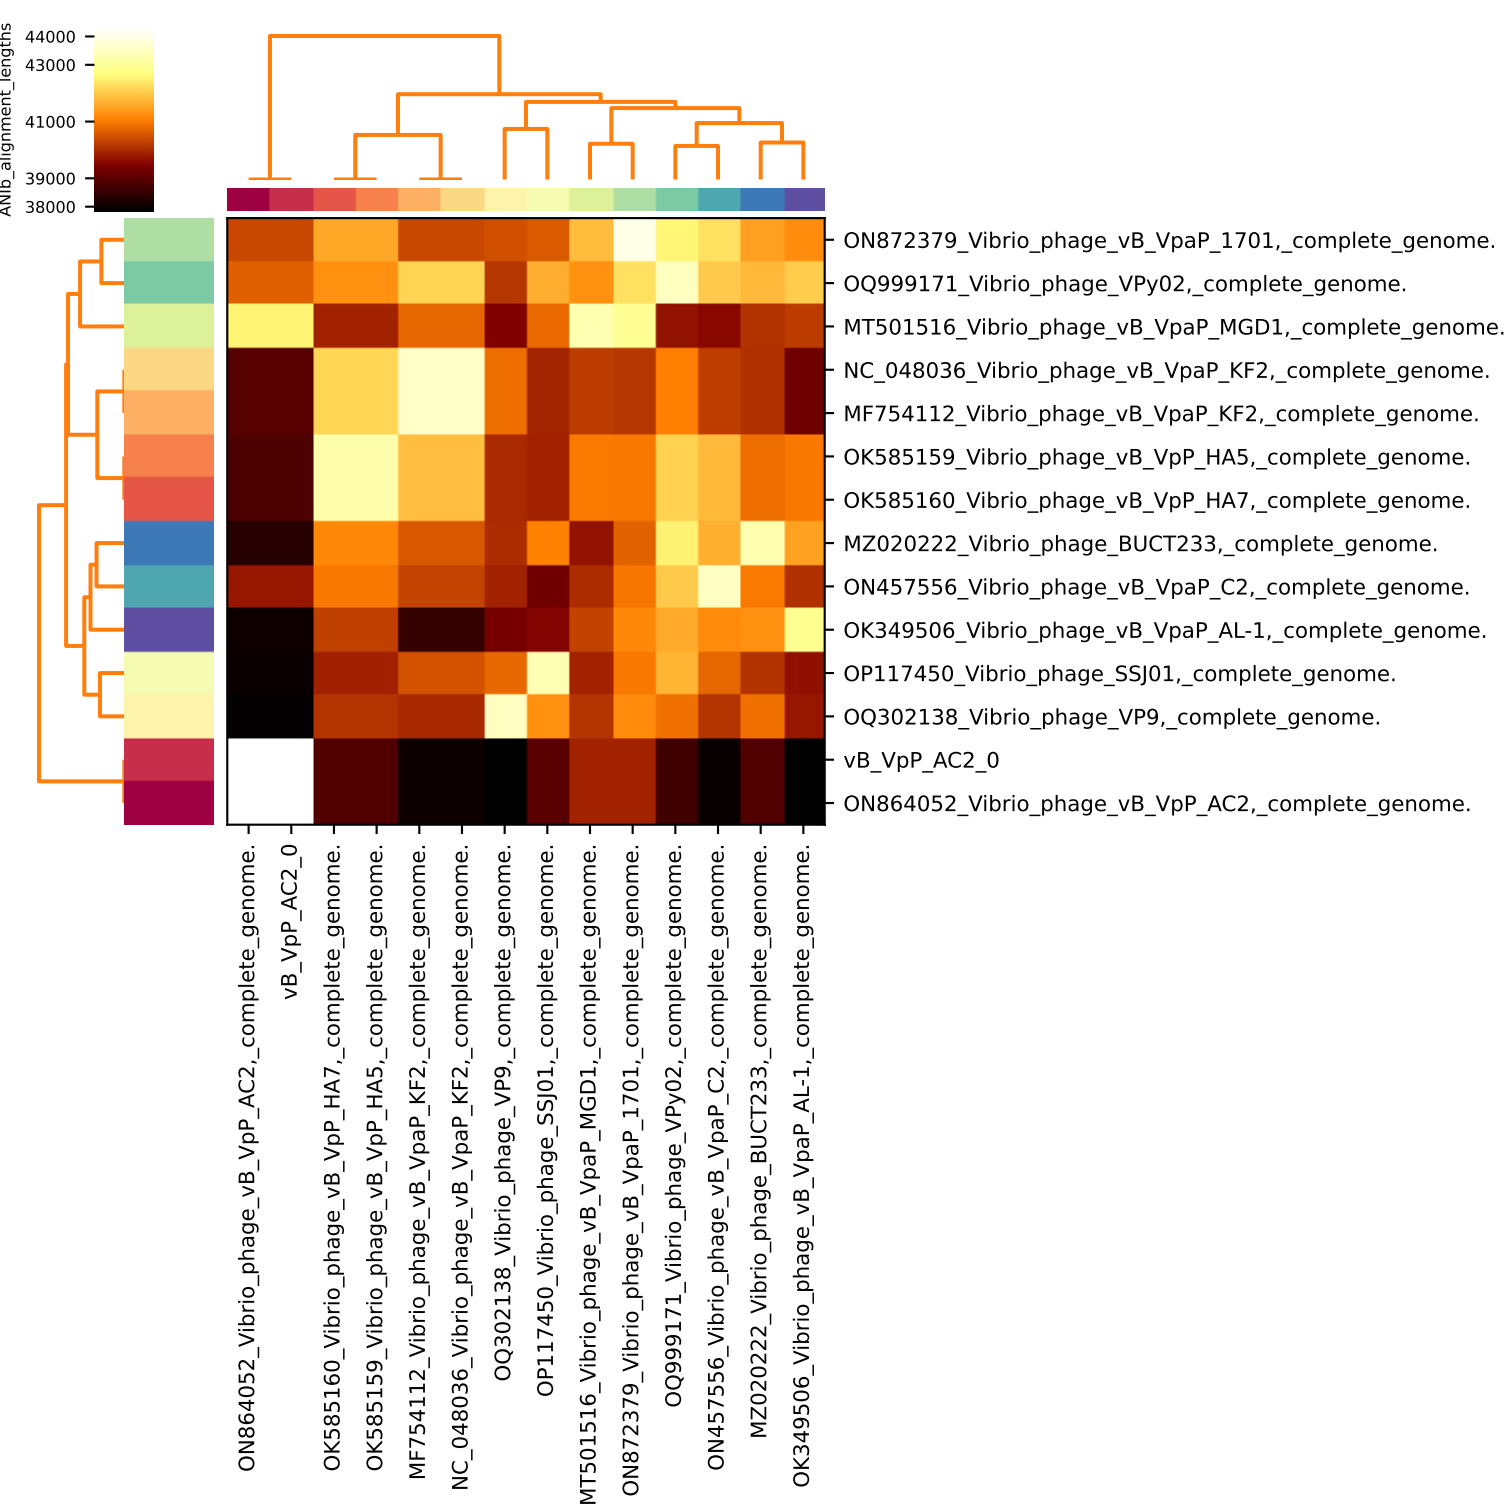 ANIb_alignment_lengths
44000
43000
41000
39000
38000
ON872379_Vibrio_phage_vB_VpaP_1701,_complete_genome.
OQ999171_Vibrio_phage_VPy02,_complete_genome.
MT501516_Vibrio_phage_vB_VpaP_MGD1,_complete_genome.
NC_048036_Vibrio_phage_vB_VpaP_KF2,_complete_genome.
MF754112_Vibrio_phage_vB_VpaP_KF2,_complete_genome.
OK585159_Vibrio_phage_vB_VpP_HA5,_complete_genome.
OK585160_Vibrio_phage_vB_VpP_HA7,_complete_genome.
MZ020222_Vibrio_phage_BUCT233,_complete_genome.
ON457556_Vibrio_phage_vB_VpaP_C2,_complete_genome.
OK349506_Vibrio_phage_vB_VpaP_AL-1,_complete_genome.
OP117450_Vibrio_phage_SSJ01,_complete_genome.
OQ302138_Vibrio_phage_VP9,_complete_genome.
vB_VpP_AC2_0
ON864052_Vibrio_phage_vB_VpP_AC2,_complete_genome.
ON864052_Vibrio_phage_vB_VpP_AC2,_complete_genome.
vB_VpP_AC2_0
OK585160_Vibrio_phage_vB_VpP_HA7,_complete_genome.
OK585159_Vibrio_phage_vB_VpP_HA5,_complete_genome.
MF754112_Vibrio_phage_vB_VpaP_KF2,_complete_genome.
NC_048036_Vibrio_phage_vB_VpaP_KF2,_complete_genome.
OQ302138_Vibrio_phage_VP9,_complete_genome.
OP117450_Vibrio_phage_SSJ01,_complete_genome.
MT501516_Vibrio_phage_vB_VpaP_MGD1,_complete_genome.
ON872379_Vibrio_phage_vB_VpaP_1701,_complete_genome.
OQ999171_Vibrio_phage_VPy02,_complete_genome.
ON457556_Vibrio_phage_vB_VpaP_C2,_complete_genome.
MZ020222_Vibrio_phage_BUCT233,_complete_genome.
OK349506_Vibrio_phage_vB_VpaP_AL-1,_complete_genome.